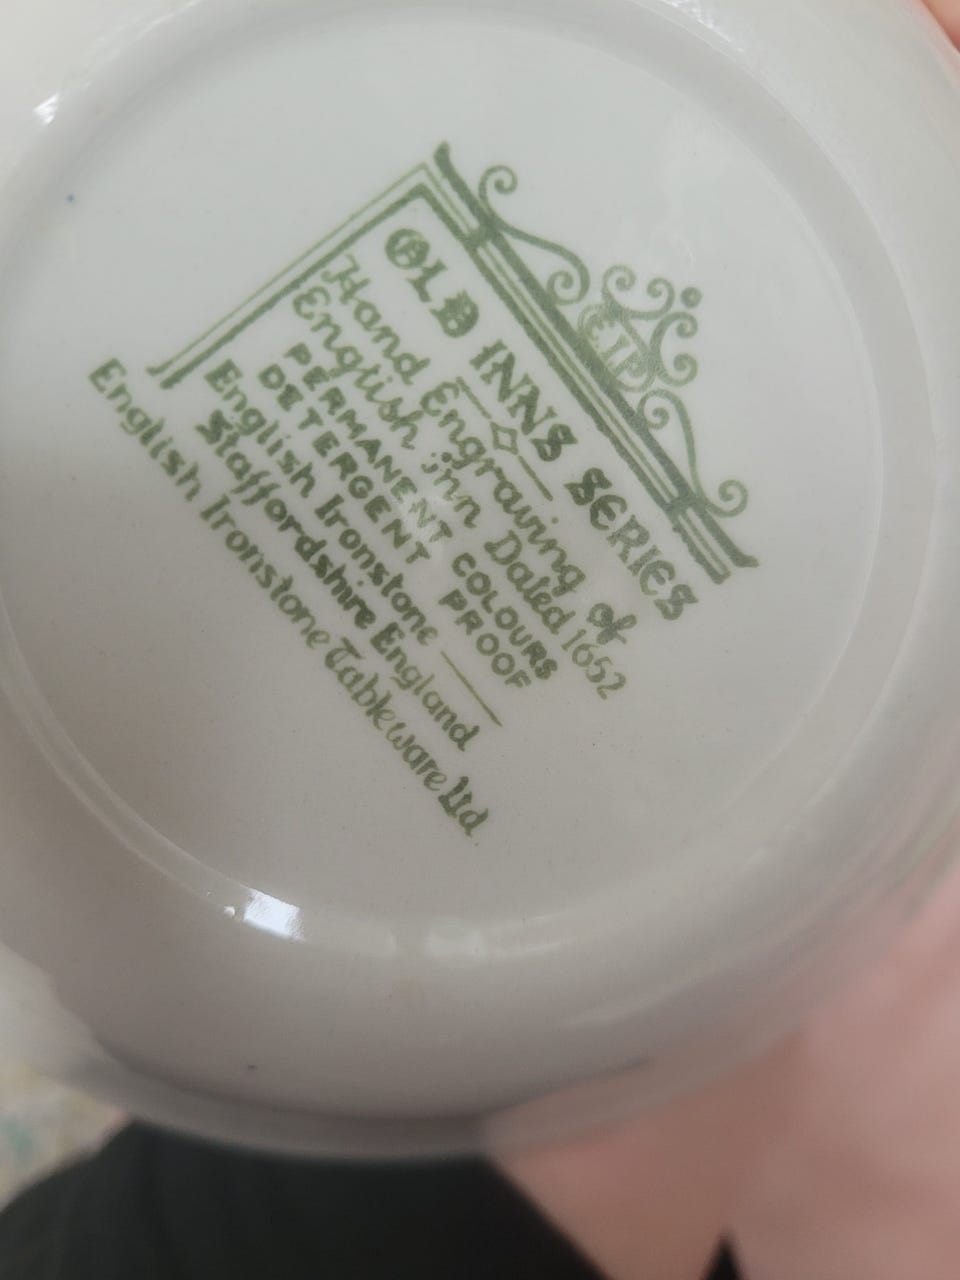 E.I.P.
OLD INNS SERIES
Hand Engraving of
English inn Dated 1652
PERMANENT COLOURS
DETERGENT PROOF
English Ironstone
Staffordshire England
English Ironstone Tableware Ltd